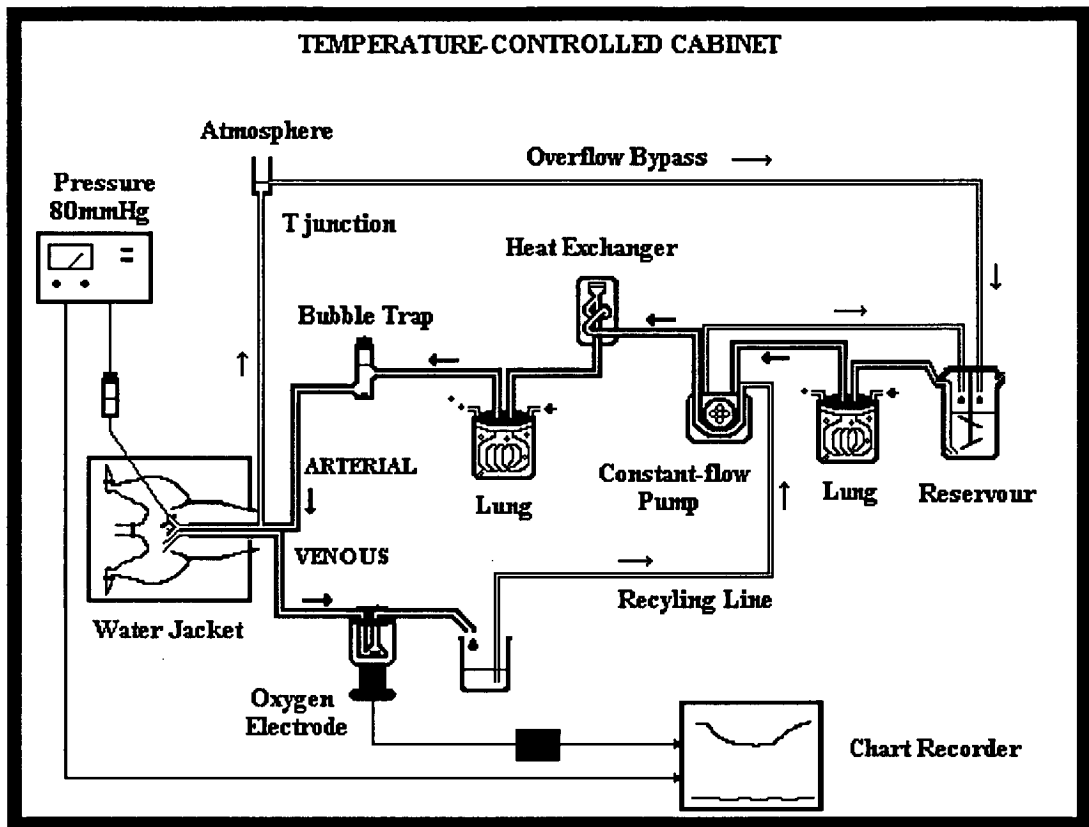 TEMPERATURE-CONTROLLED CABINET
Atmosphere
Overflow Bypass
Pressure
80mmHg
T junction
Heat Exchanger
Bubble Trap
ARTERIAL
Lung
Constant-flow
Pump
Lung
Reservour
VENOUS
Recyling Line
Water Jacket
Oxygen
Electrode
Chart Recorder